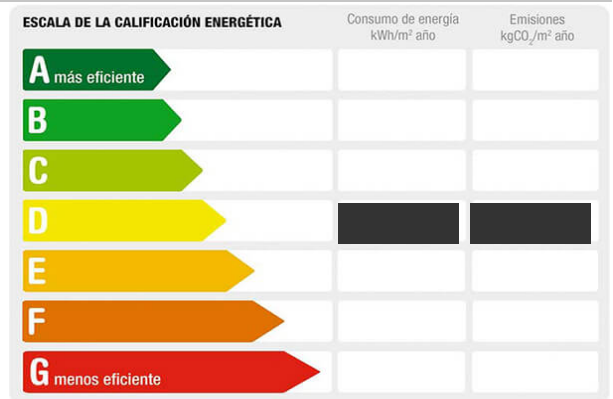 ESCALA DE LA CALIFICACIÓN ENERGÉTICA
Consumo de energía
kWh/m² año
Emisiones
kgCO₂/m² año
A más eficiente
B
C
D
E
F
G menos eficiente